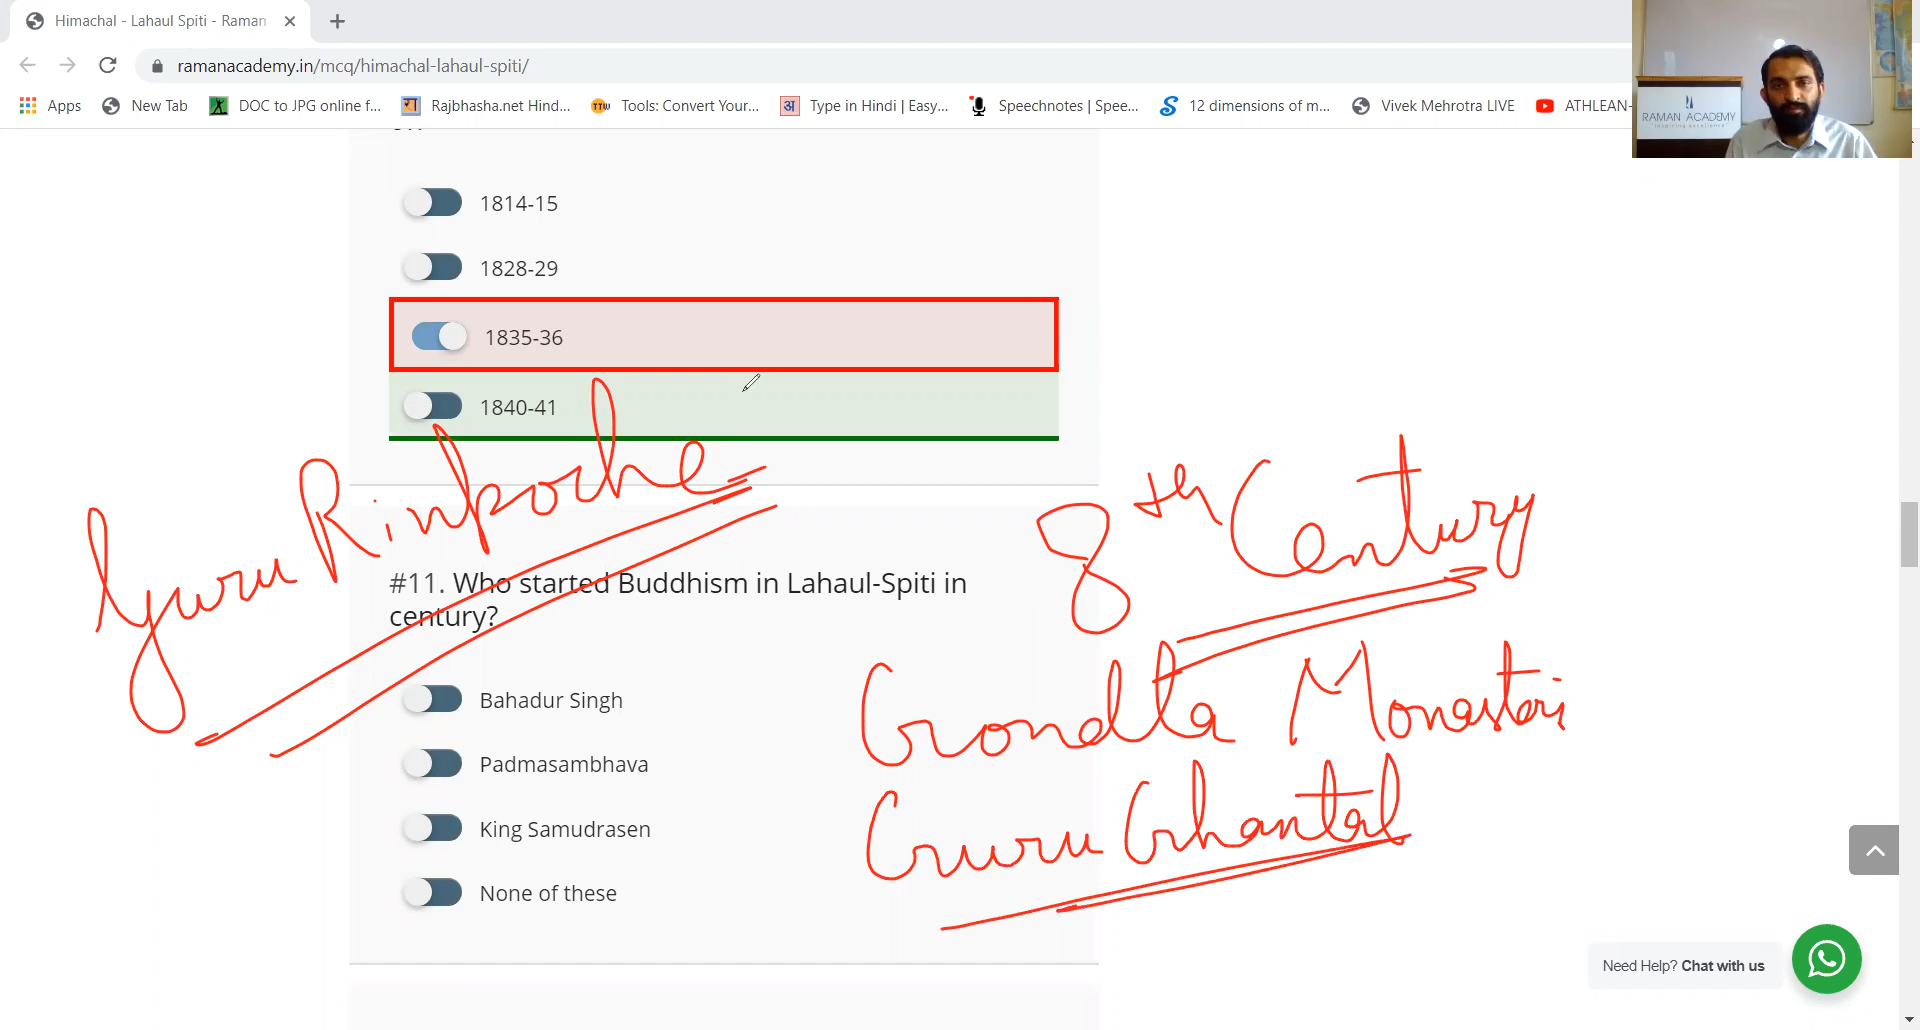 Himachal - Lahaul Spiti - Raman
ramanacademy.in/mcq/himachal-lahaul-spiti/
Apps
New Tab
DOC to JPG online f...
Rajbhasha.net Hind...
Tools: Convert Your...
Type in Hindi | Easy...
Speechnotes | Spee...
12 dimensions of m...
Vivek Mehrotra LIVE
ATHLEAN-
RAMAN ACADEMY
1814-15
1828-29
1835-36
1840-41
Guru Rinpoche
8th Century
#11. Who started Buddhism in Lahaul-Spiti in
century?
Gondta Monasteri
Guru Ghantal
Bahadur Singh
Padmasambhava
King Samudrasen
None of these
Need Help? Chat with us